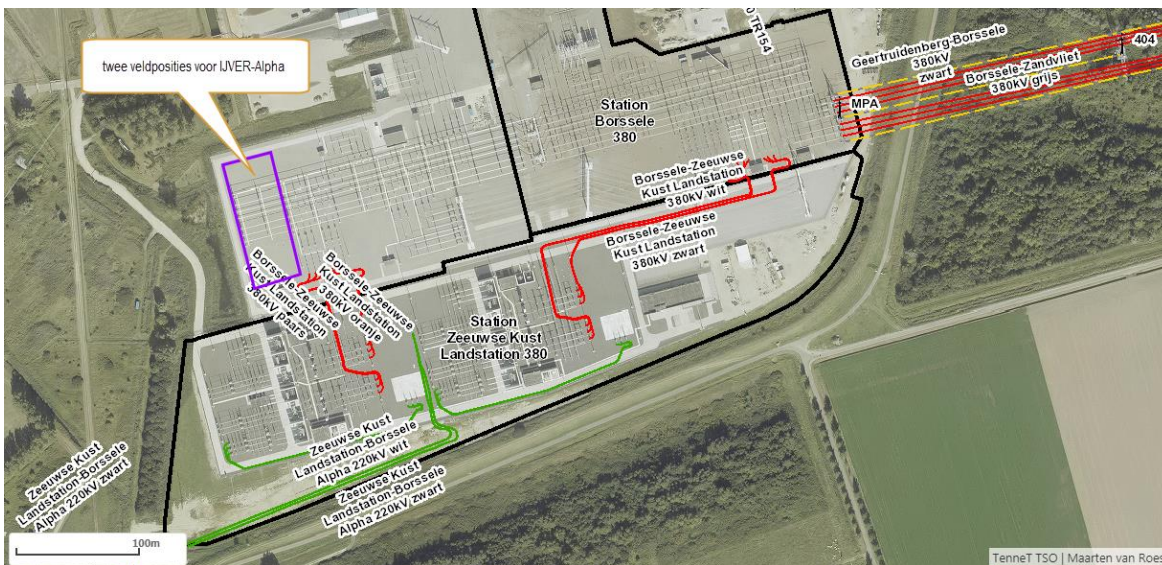 twee veldposities voor IJVER-Alpha
TR154
Geertruidenberg-Borssele
380kV
zwart
404
Borssele-Zandvliet
380kV grijs
MPA
Station
Borssele
380
Borssele-Zeeuwse
Kust Landstation
380kV wit
Borssele-Zeeuwse
Kust Landstation
380kV zwart
Borssele-Zeeuwse
Kust Landstation
380kV paars
Borssele-Zeeuwse
Kust Landstation
380kV oranje
Station
Zeeuwse Kust
Landstation 380
Zeeuwse Kust
Landstation-Borssele
Alpha 220kV wit
Zeeuwse Kust
Landstation-Borssele
Alpha 220kV zwart
Zeeuwse Kust
Landstation-Borssele
Alpha 220kV zwart
100m
TenneT TSO | Maarten van Roes